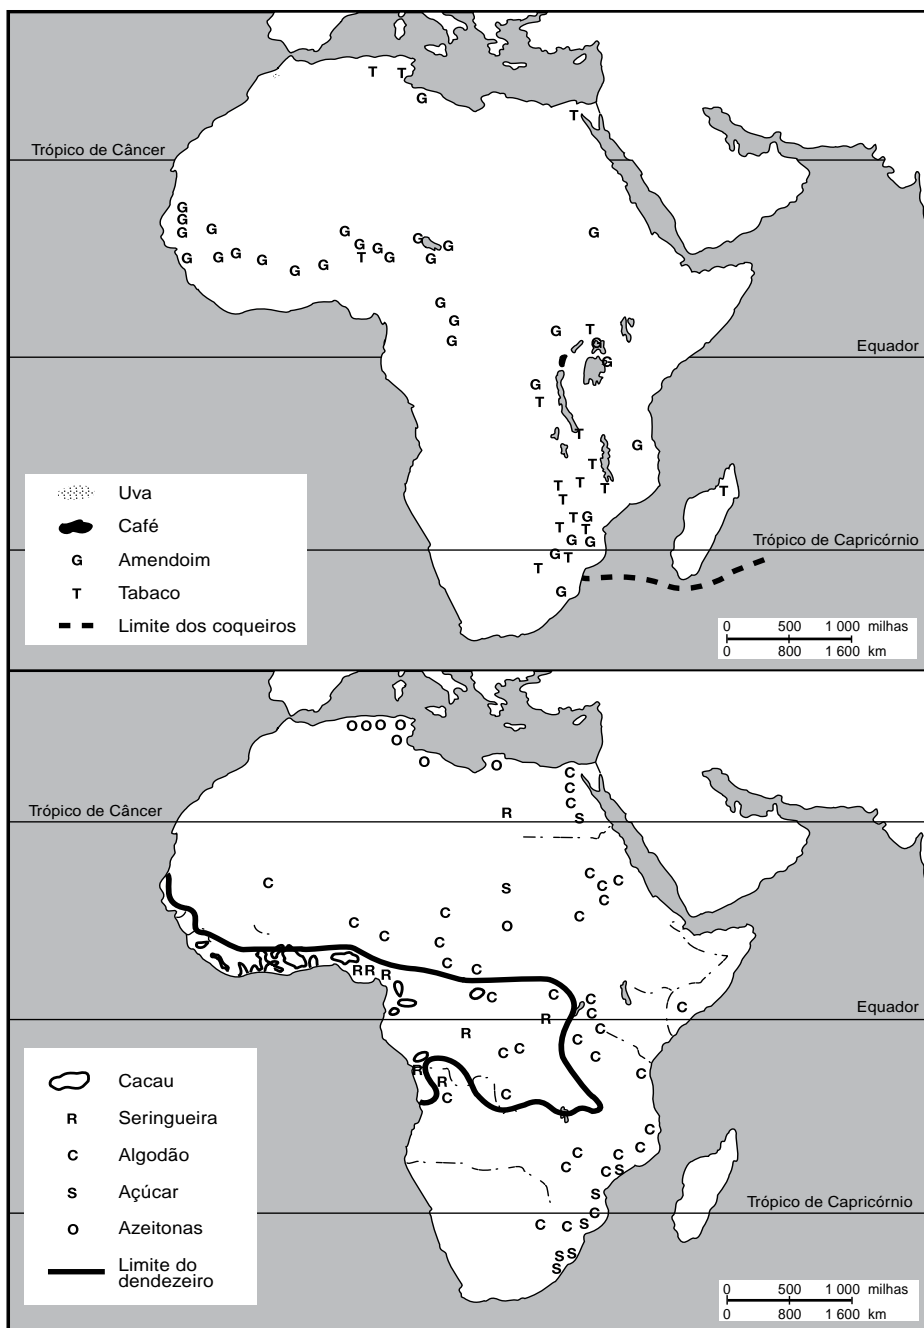 Trópico de Câncer
Equador
Trópico de Capricórnio
Uva
Café
G Amendoim
T Tabaco
Limite dos coqueiros
0 500 1 000 milhas
0 800 1 600 km
T T
G
T
G
G
G
G
G
G G G G G G
G
G
T
G
G
G
G
G
G
G
G
G
G
T
G
G
G
T
T
G
T
T
T
T
T
T
T
G
T
T
G
G
G
T
T
G
Trópico de Câncer
Equador
Trópico de Capricórnio
Cacau
R Seringueira
C Algodão
S Açúcar
O Azeitonas
Limite do
dendezeiro
0 500 1 000 milhas
0 800 1 600 km
O O O O
O
O
O
C
C
C
S
R
C
C
C
C
C
S
O
C
C
C
C
C
C
C
R R R
C
C
C
C
C
C
C
C
R
R
C C
C
R
R
C
C
C
C
C
C
C
C
S
S
C
S
C
C
S
S
S